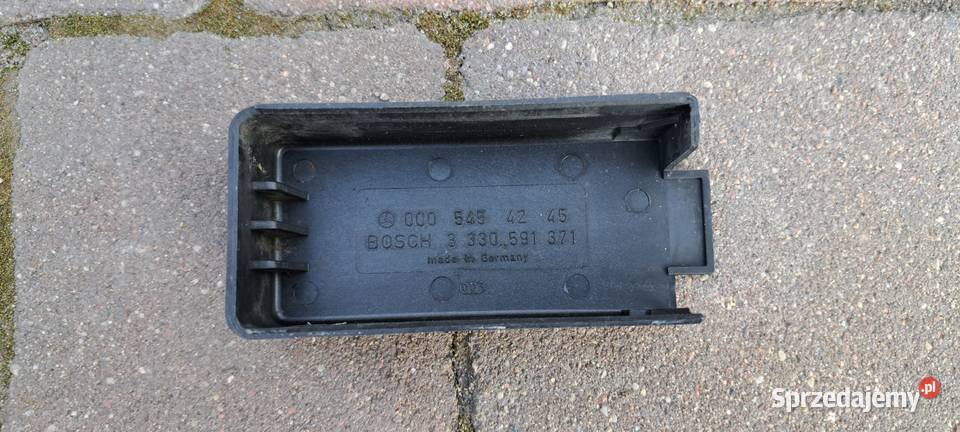 000 545 42 45
BOSCH 3 330 591 371
made in Germany
Sprzedajemy.pl